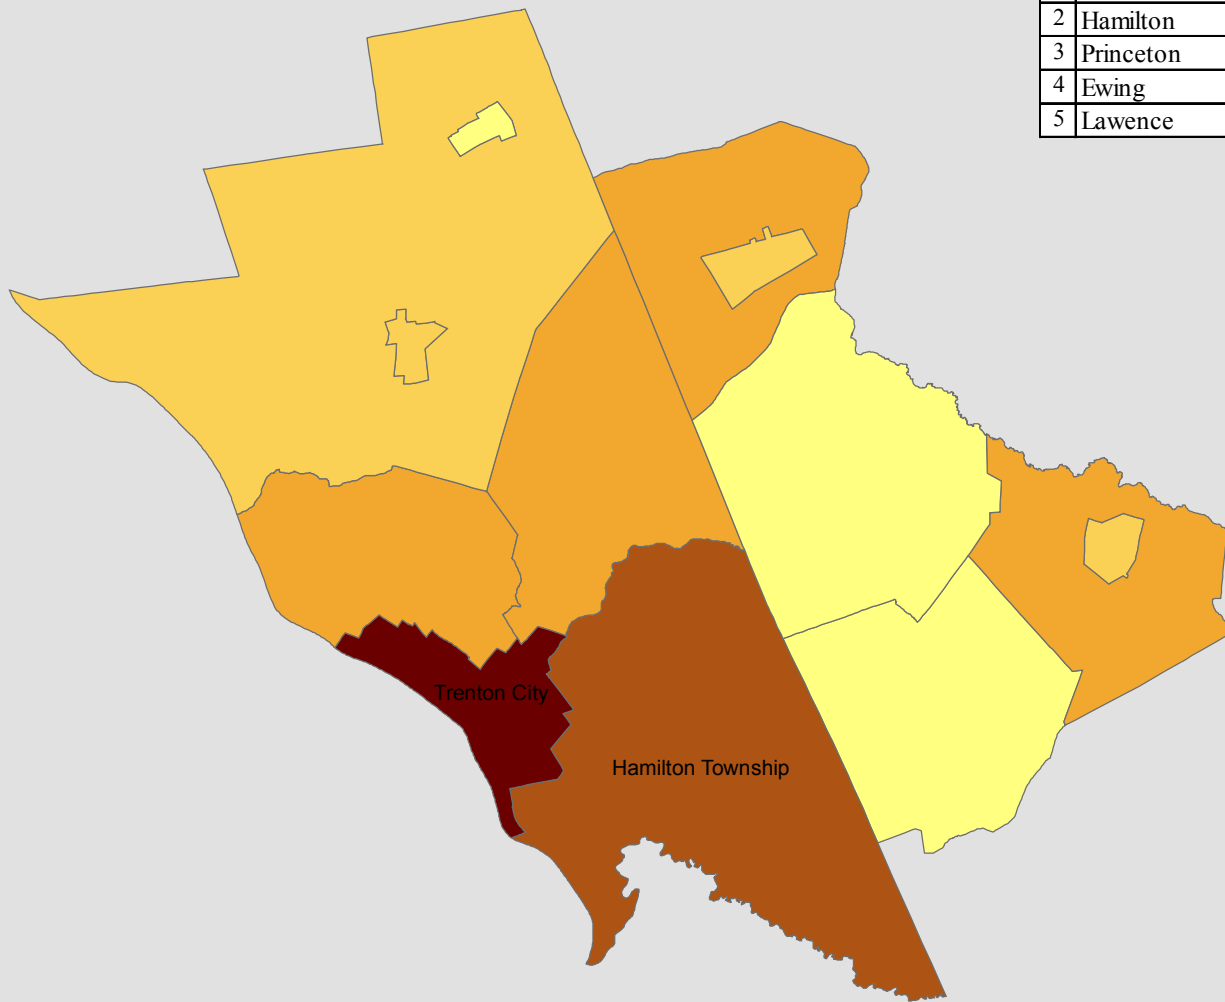 2 Hamilton
3 Princeton
4 Ewing
5 Lawence
Trenton City
Hamilton Township